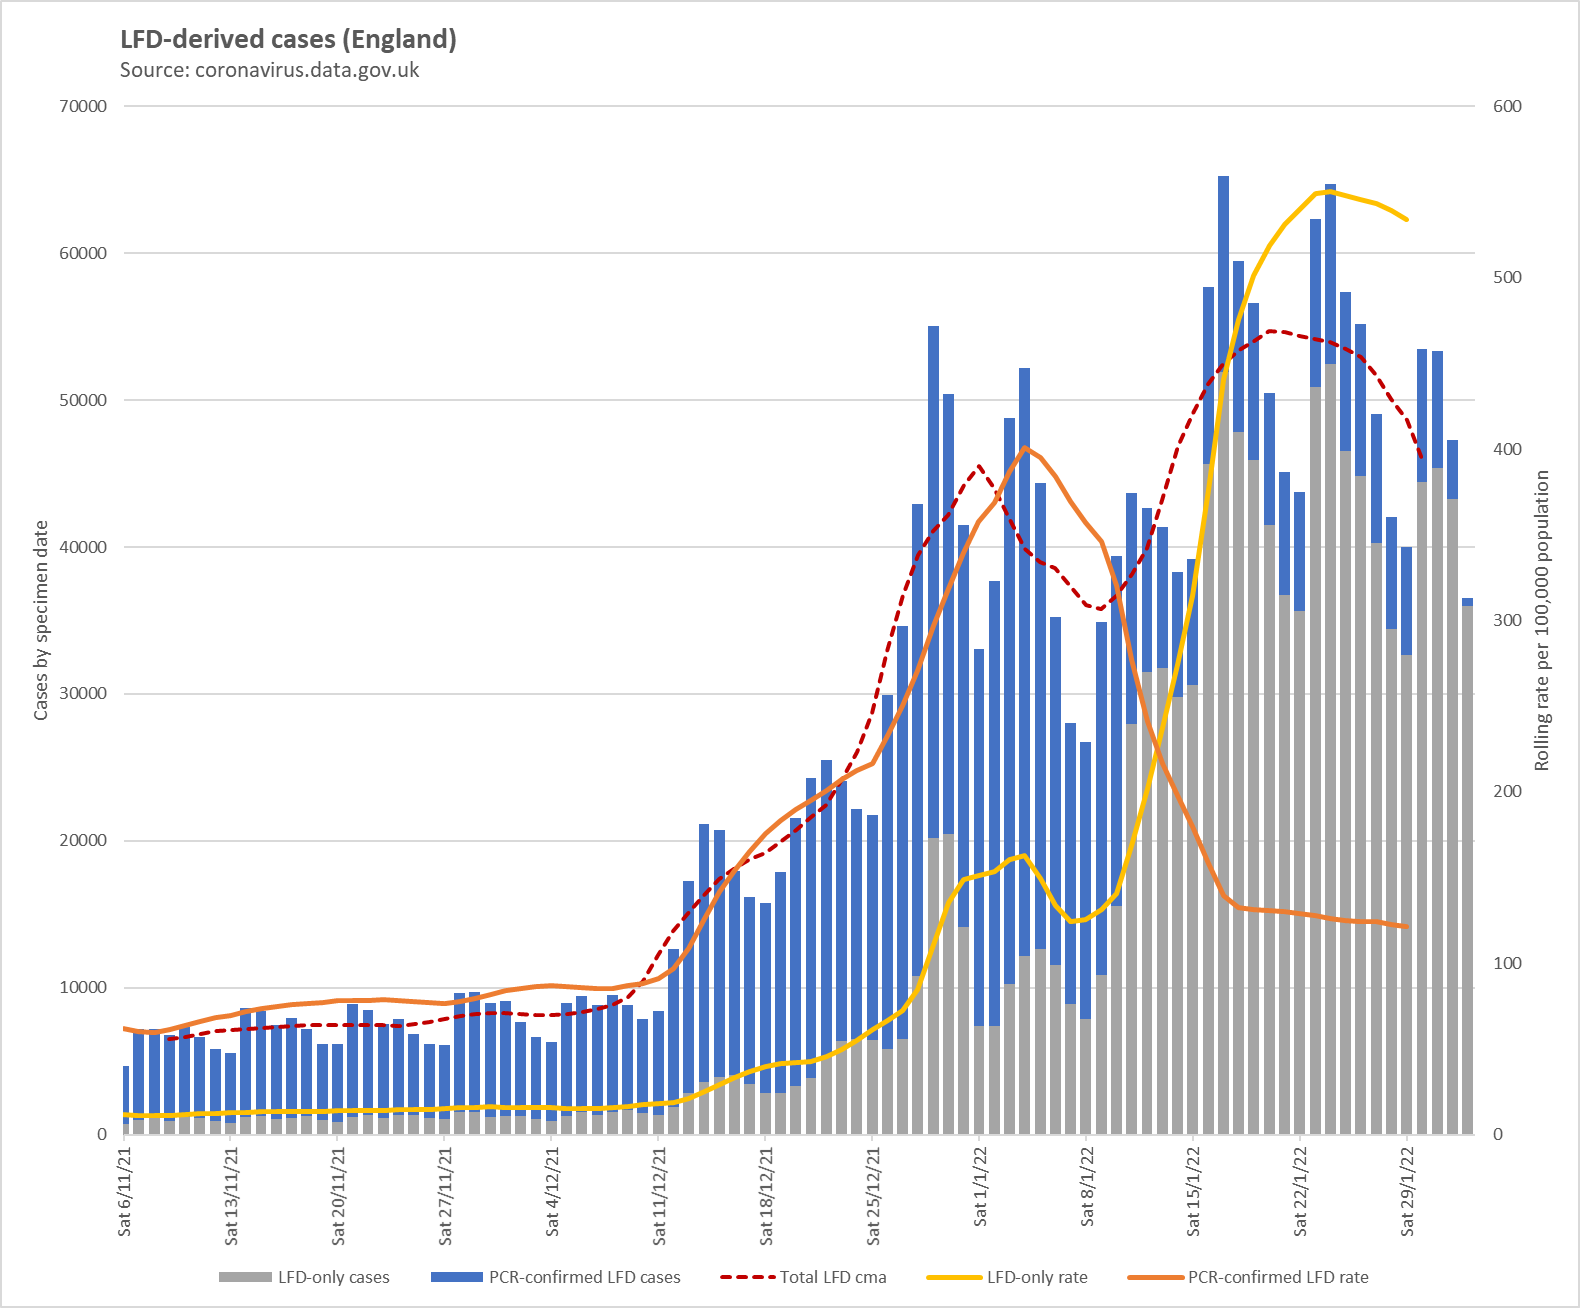 LFD-derived cases (England)
Source: coronavirus.data.gov.uk
70000
60000
50000
40000
30000
20000
10000
0
Cases by specimen date
600
500
400
300
200
100
0
Rolling rate per 100,000 population
Sat 6/11/21
Sat 13/11/21
Sat 20/11/21
Sat 27/11/21
Sat 4/12/21
Sat 11/12/21
Sat 18/12/21
Sat 25/12/21
Sat 1/1/22
Sat 8/1/22
Sat 15/1/22
Sat 22/1/22
Sat 29/1/22
LFD-only cases
PCR-confirmed LFD cases
Total LFD cma
LFD-only rate
PCR-confirmed LFD rate